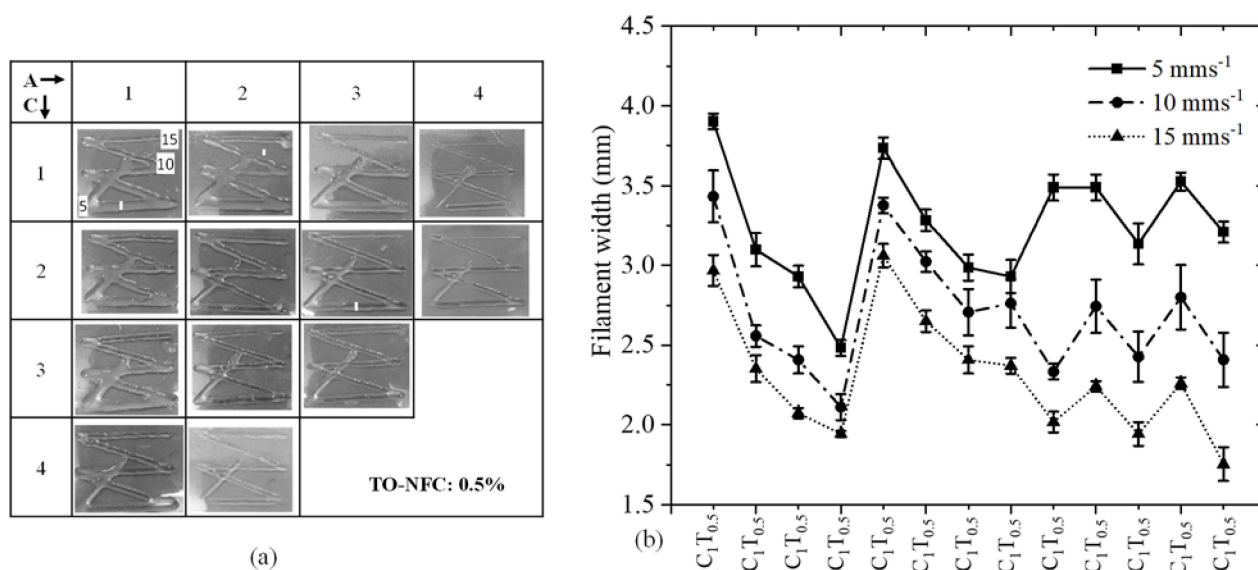 A→ 1 2 3 4
C↓
1
15
10
5
2
3
4
TO-NFC: 0.5%
(a)
4.5
4.0
3.5
3.0
2.5
2.0
1.5
Filament width (mm)
5 mms⁻¹
10 mms⁻¹
15 mms⁻¹
(b)
C₁T₀.₅
C₁T₀.₅
C₁T₀.₅
C₁T₀.₅
C₁T₀.₅
C₁T₀.₅
C₁T₀.₅
C₁T₀.₅
C₁T₀.₅
C₁T₀.₅
C₁T₀.₅
C₁T₀.₅
C₁T₀.₅